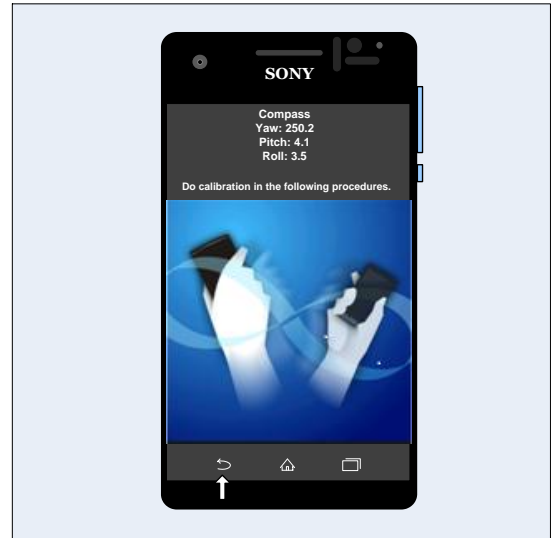 SONY
Compass
Yaw: 250.2
Pitch: 4.1
Roll: 3.5
Do calibration in the following procedures.